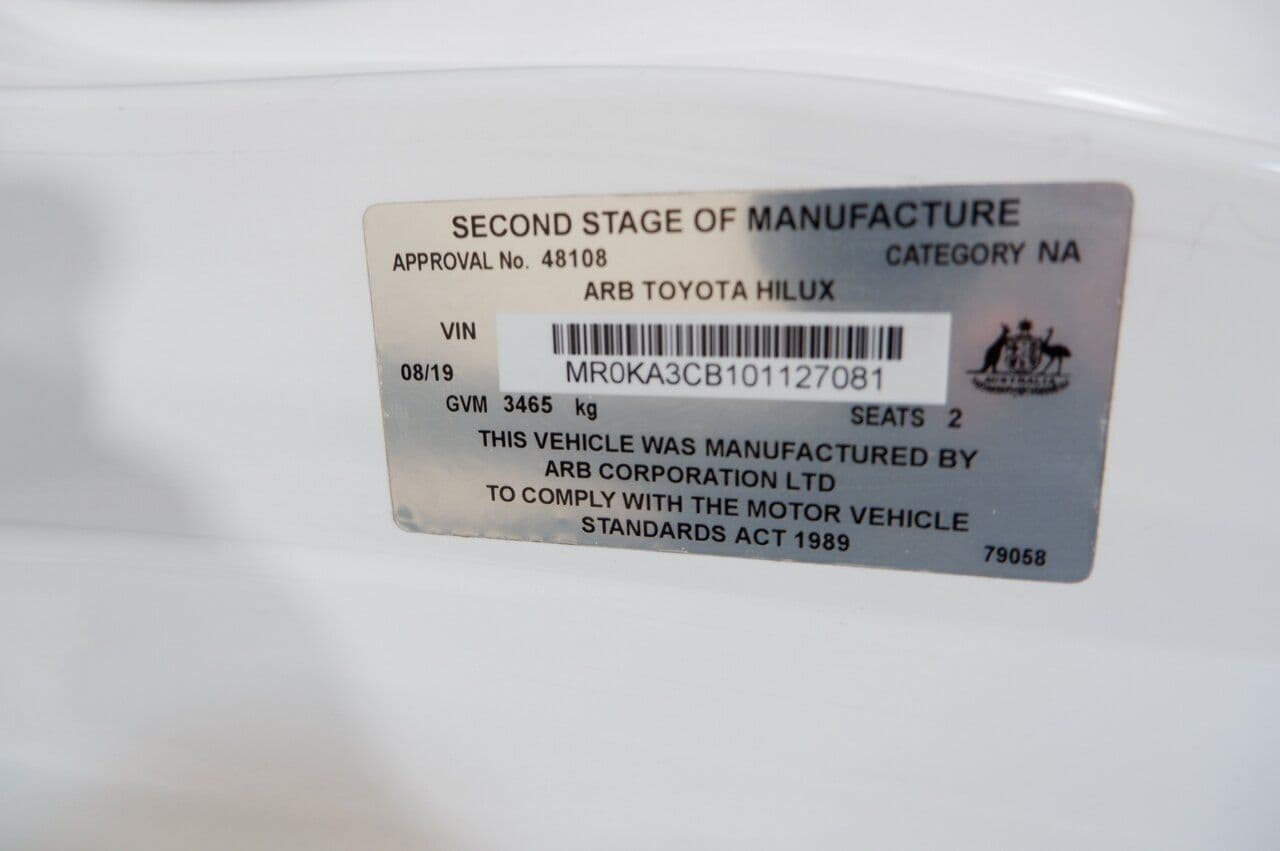 SECOND STAGE OF MANUFACTURE
APPROVAL No. 48108 CATEGORY NA
ARB TOYOTA HILUX
VIN
MR0KA3CB101127081
08/19
AUSTRALIA
GVM 3465 kg SEATS 2
THIS VEHICLE WAS MANUFACTURED BY
ARB CORPORATION LTD
TO COMPLY WITH THE MOTOR VEHICLE
STANDARDS ACT 1989
79058